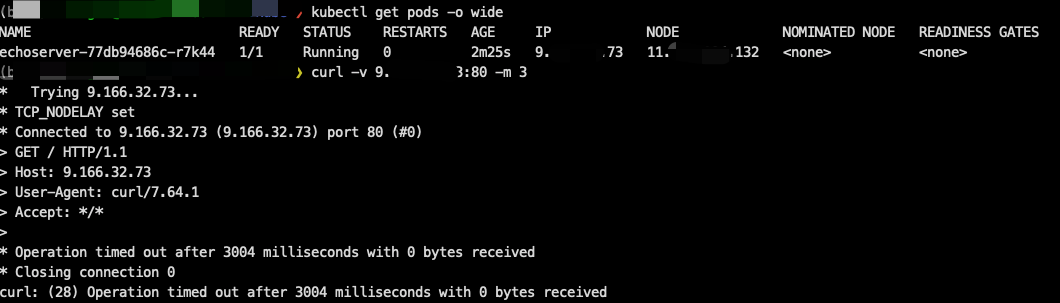 (b kubectl get pods -o wide
NAME READY STATUS RESTARTS AGE IP NODE NOMINATED NODE READINESS GATES
echoserver-77db94686c-r7k44 1/1 Running 0 2m25s 9. .73 11. .132 <none> <none>
(b ❯ curl -v 9. 3:80 -m 3
* Trying 9.166.32.73...
* TCP_NODELAY set
* Connected to 9.166.32.73 (9.166.32.73) port 80 (#0)
> GET / HTTP/1.1
> Host: 9.166.32.73
> User-Agent: curl/7.64.1
> Accept: */*
>
* Operation timed out after 3004 milliseconds with 0 bytes received
* Closing connection 0
curl: (28) Operation timed out after 3004 milliseconds with 0 bytes received